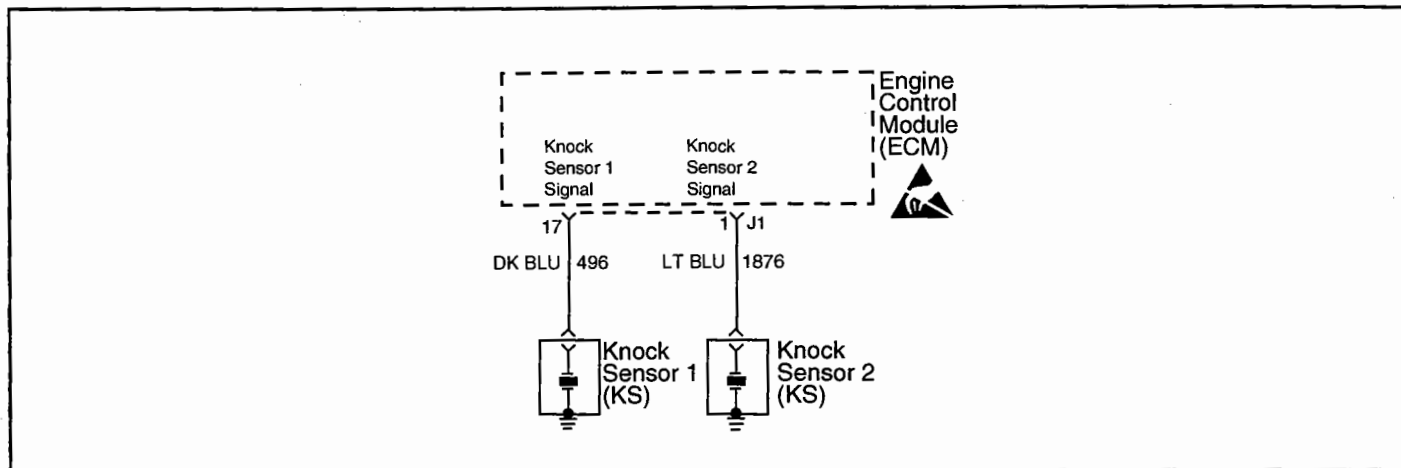 Engine
Control
Module
(ECM)
Knock
Sensor 1
Signal
Knock
Sensor 2
Signal
17
1
J1
DK BLU
496
LT BLU
1876
Knock
Sensor 1
(KS)
Knock
Sensor 2
(KS)